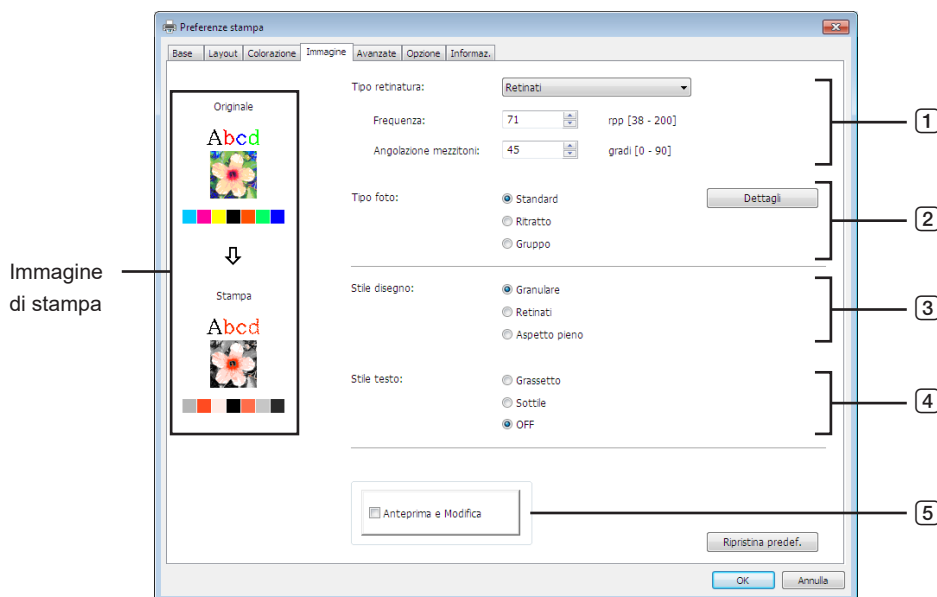 Preferenze stampa
Base Layout Colorazione Immagine Avanzate Opzione Informaz.
Immagine
di stampa
Originale
Abcd
Stampa
Abcd
Tipo retinatura: Retinati
Frequenza: 71 rpp [38 - 200]
Angolazione mezzitoni: 45 gradi [0 - 90]
1
Tipo foto: Standard Dettagli
Ritratto
Gruppo
2
Stile disegno: Granulare
Retinati
Aspetto pieno
3
Stile testo: Grassetto
Sottile
OFF
4
Anteprima e Modifica
5
Ripristina predef.
OK Annulla